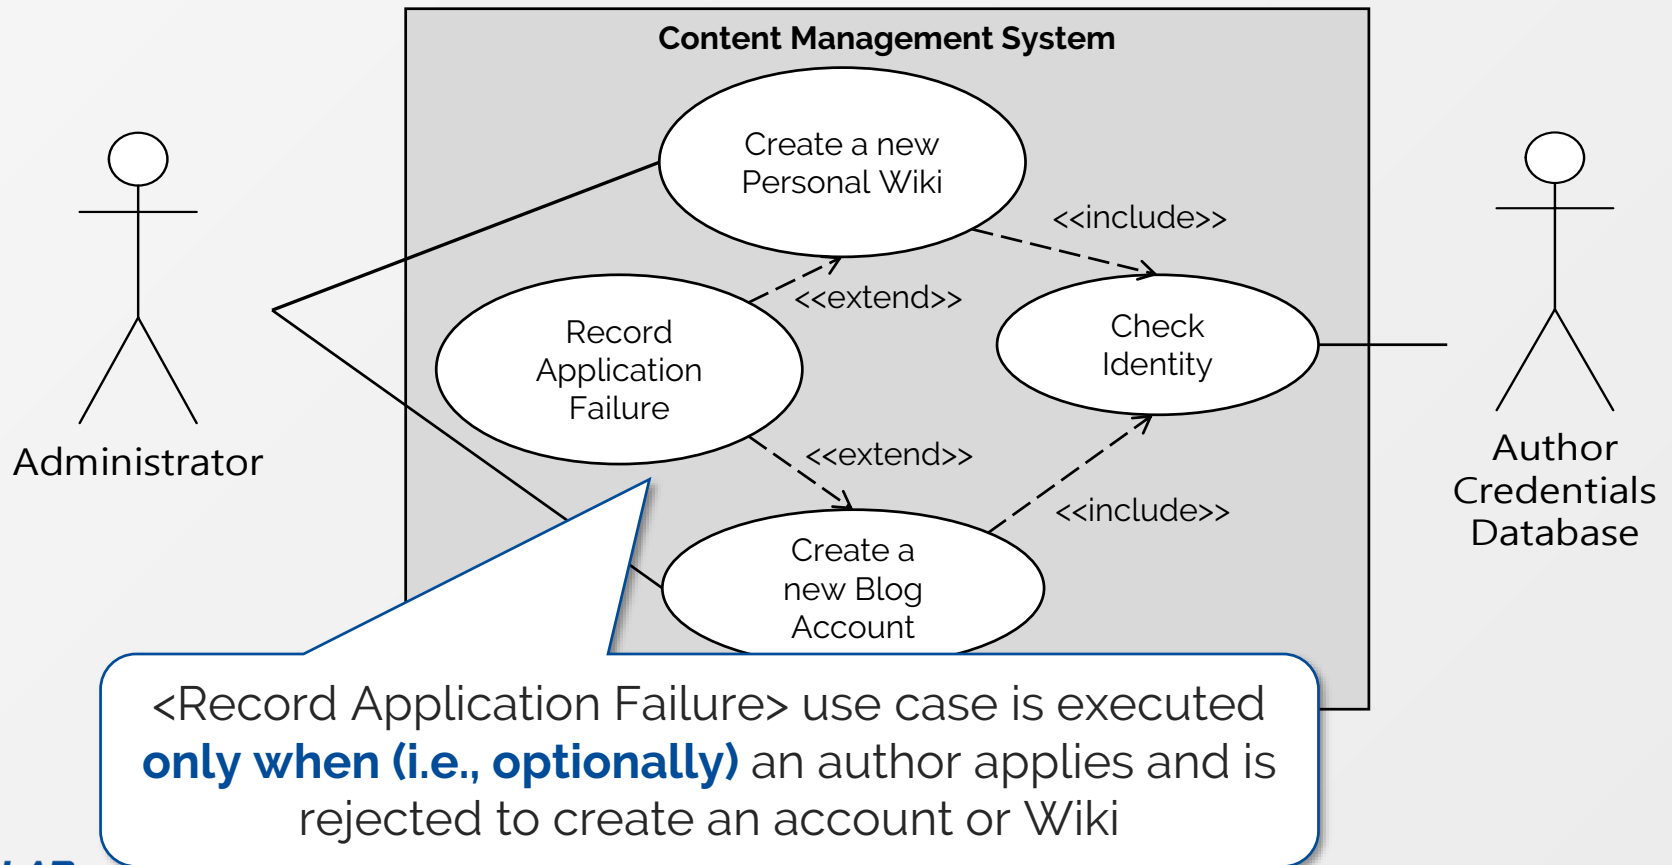 Content Management System
Create a new
Personal Wiki
<<include>>
<<extend>>
Record
Application
Failure
Check
Identity
Administrator
<<extend>>
<<include>>
Author
Credentials
Database
Create a
new Blog
Account
<Record Application Failure> use case is executed
only when (i.e., optionally) an author applies and is
rejected to create an account or Wiki